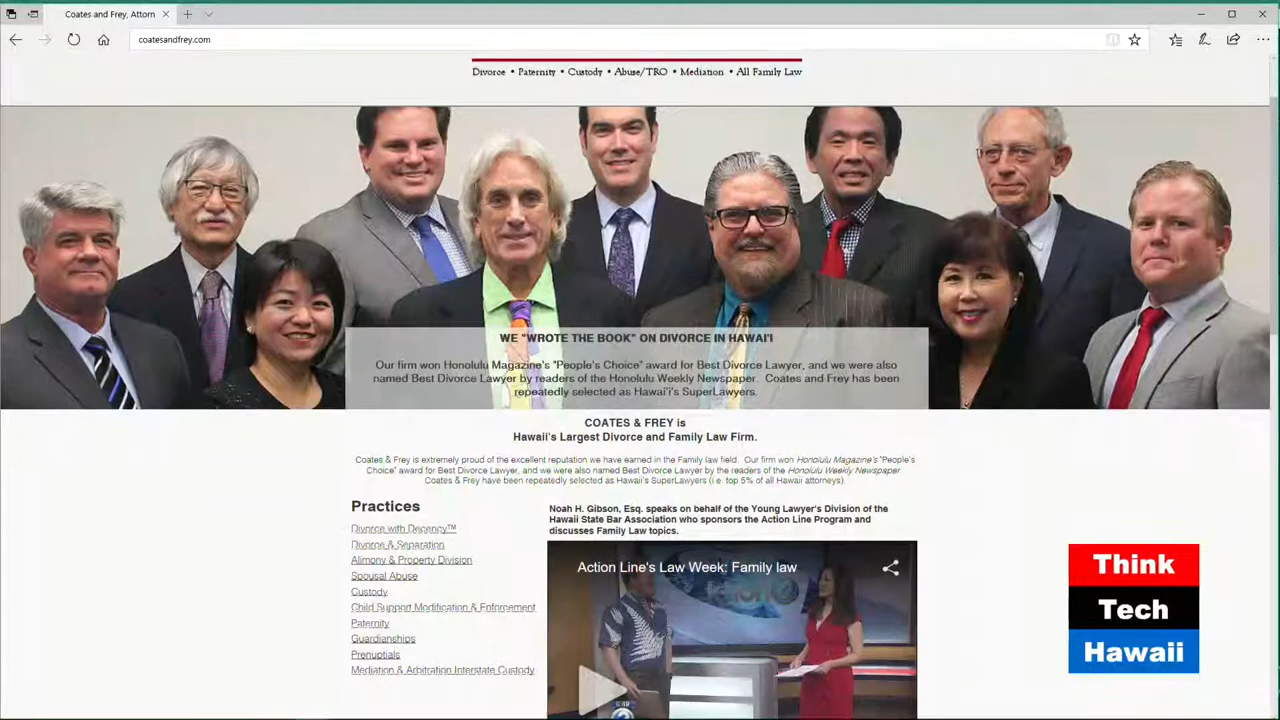 Coates and Frey, Attorn
coatesandfrey.com
Divorce • Paternity • Custody • Abuse/TRO • Mediation • All Family Law
WE "WROTE THE BOOK" ON DIVORCE IN HAWAI'I
Our firm won Honolulu Magazine's "People's Choice" award for Best Divorce Lawyer, and we were also
named Best Divorce Lawyer by readers of the Honolulu Weekly Newspaper. Coates and Frey has been
repeatedly selected as Hawai'i's SuperLawyers.
COATES & FREY is
Hawaii's Largest Divorce and Family Law Firm.
Coates & Frey is extremely proud of the excellent reputation we have earned in the Family law field. Our firm won Honolulu Magazine's "People's
Choice" award for Best Divorce Lawyer, and we were also named Best Divorce Lawyer by the readers of the Honolulu Weekly Newspaper
Coates & Frey have been repeatedly selected as Hawaii's SuperLawyers (i.e. top 5% of all Hawaii attorneys).
Practices
Divorce with Decency™
Divorce & Separation
Alimony & Property Division
Spousal Abuse
Custody
Child Support Modification & Enforcement
Paternity
Guardianships
Prenuptials
Mediation & Arbitration Interstate Custody
Noah H. Gibson, Esq. speaks on behalf of the Young Lawyer's Division of the
Hawaii State Bar Association who sponsors the Action Line Program and
discusses Family Law topics.
Action Line's Law Week: Family law
6:49
2
Think
Tech
Hawaii